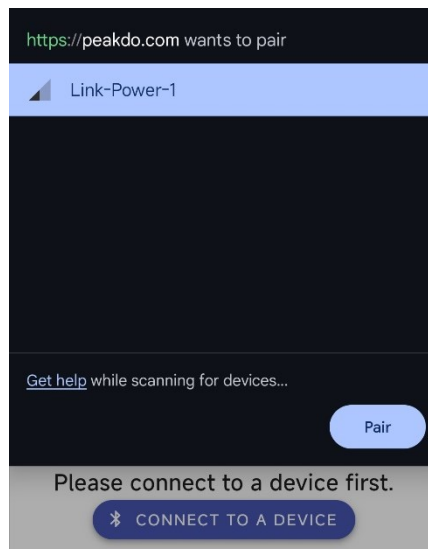 https://peakdo.com wants to pair
Link-Power-1
Get help while scanning for devices...
Pair
Please connect to a device first.
CONNECT TO A DEVICE